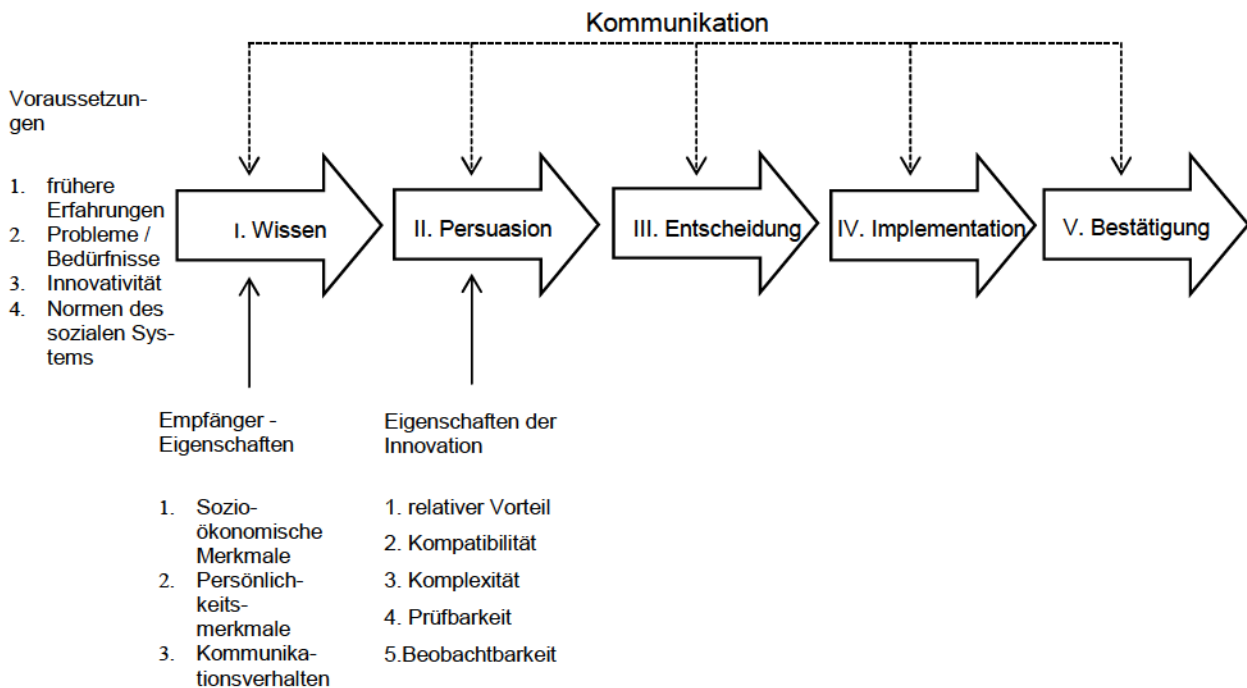 Kommunikation
Voraussetzun-
gen
1. frühere
Erfahrungen
2. Probleme /
Bedürfnisse
3. Innovativität
4. Normen des
sozialen Sys-
tems
I. Wissen
II. Persuasion
III. Entscheidung
IV. Implementation
V. Bestätigung
Empfänger -
Eigenschaften
1. Sozio-
ökonomische
Merkmale
2. Persönlich-
keits-
merkmale
3. Kommunika-
tionsverhalten
Eigenschaften der
Innovation
1. relativer Vorteil
2. Kompatibilität
3. Komplexität
4. Prüfbarkeit
5.Beobachtbarkeit